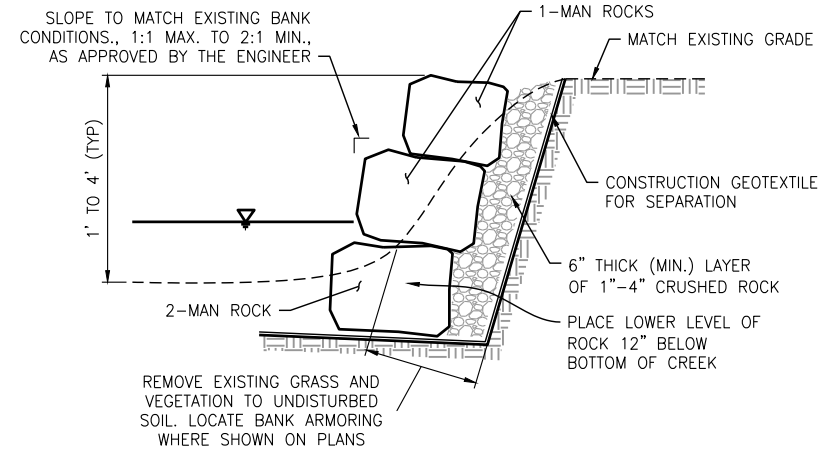 SLOPE TO MATCH EXISTING BANK
CONDITIONS., 1:1 MAX. TO 2:1 MIN.,
AS APPROVED BY THE ENGINEER
1-MAN ROCKS
MATCH EXISTING GRADE
1' TO 4' (TYP)
CONSTRUCTION GEOTEXTILE
FOR SEPARATION
6" THICK (MIN.) LAYER
OF 1"-4" CRUSHED ROCK
2-MAN ROCK
PLACE LOWER LEVEL OF
ROCK 12" BELOW
BOTTOM OF CREEK
REMOVE EXISTING GRASS AND
VEGETATION TO UNDISTURBED
SOIL. LOCATE BANK ARMORING
WHERE SHOWN ON PLANS